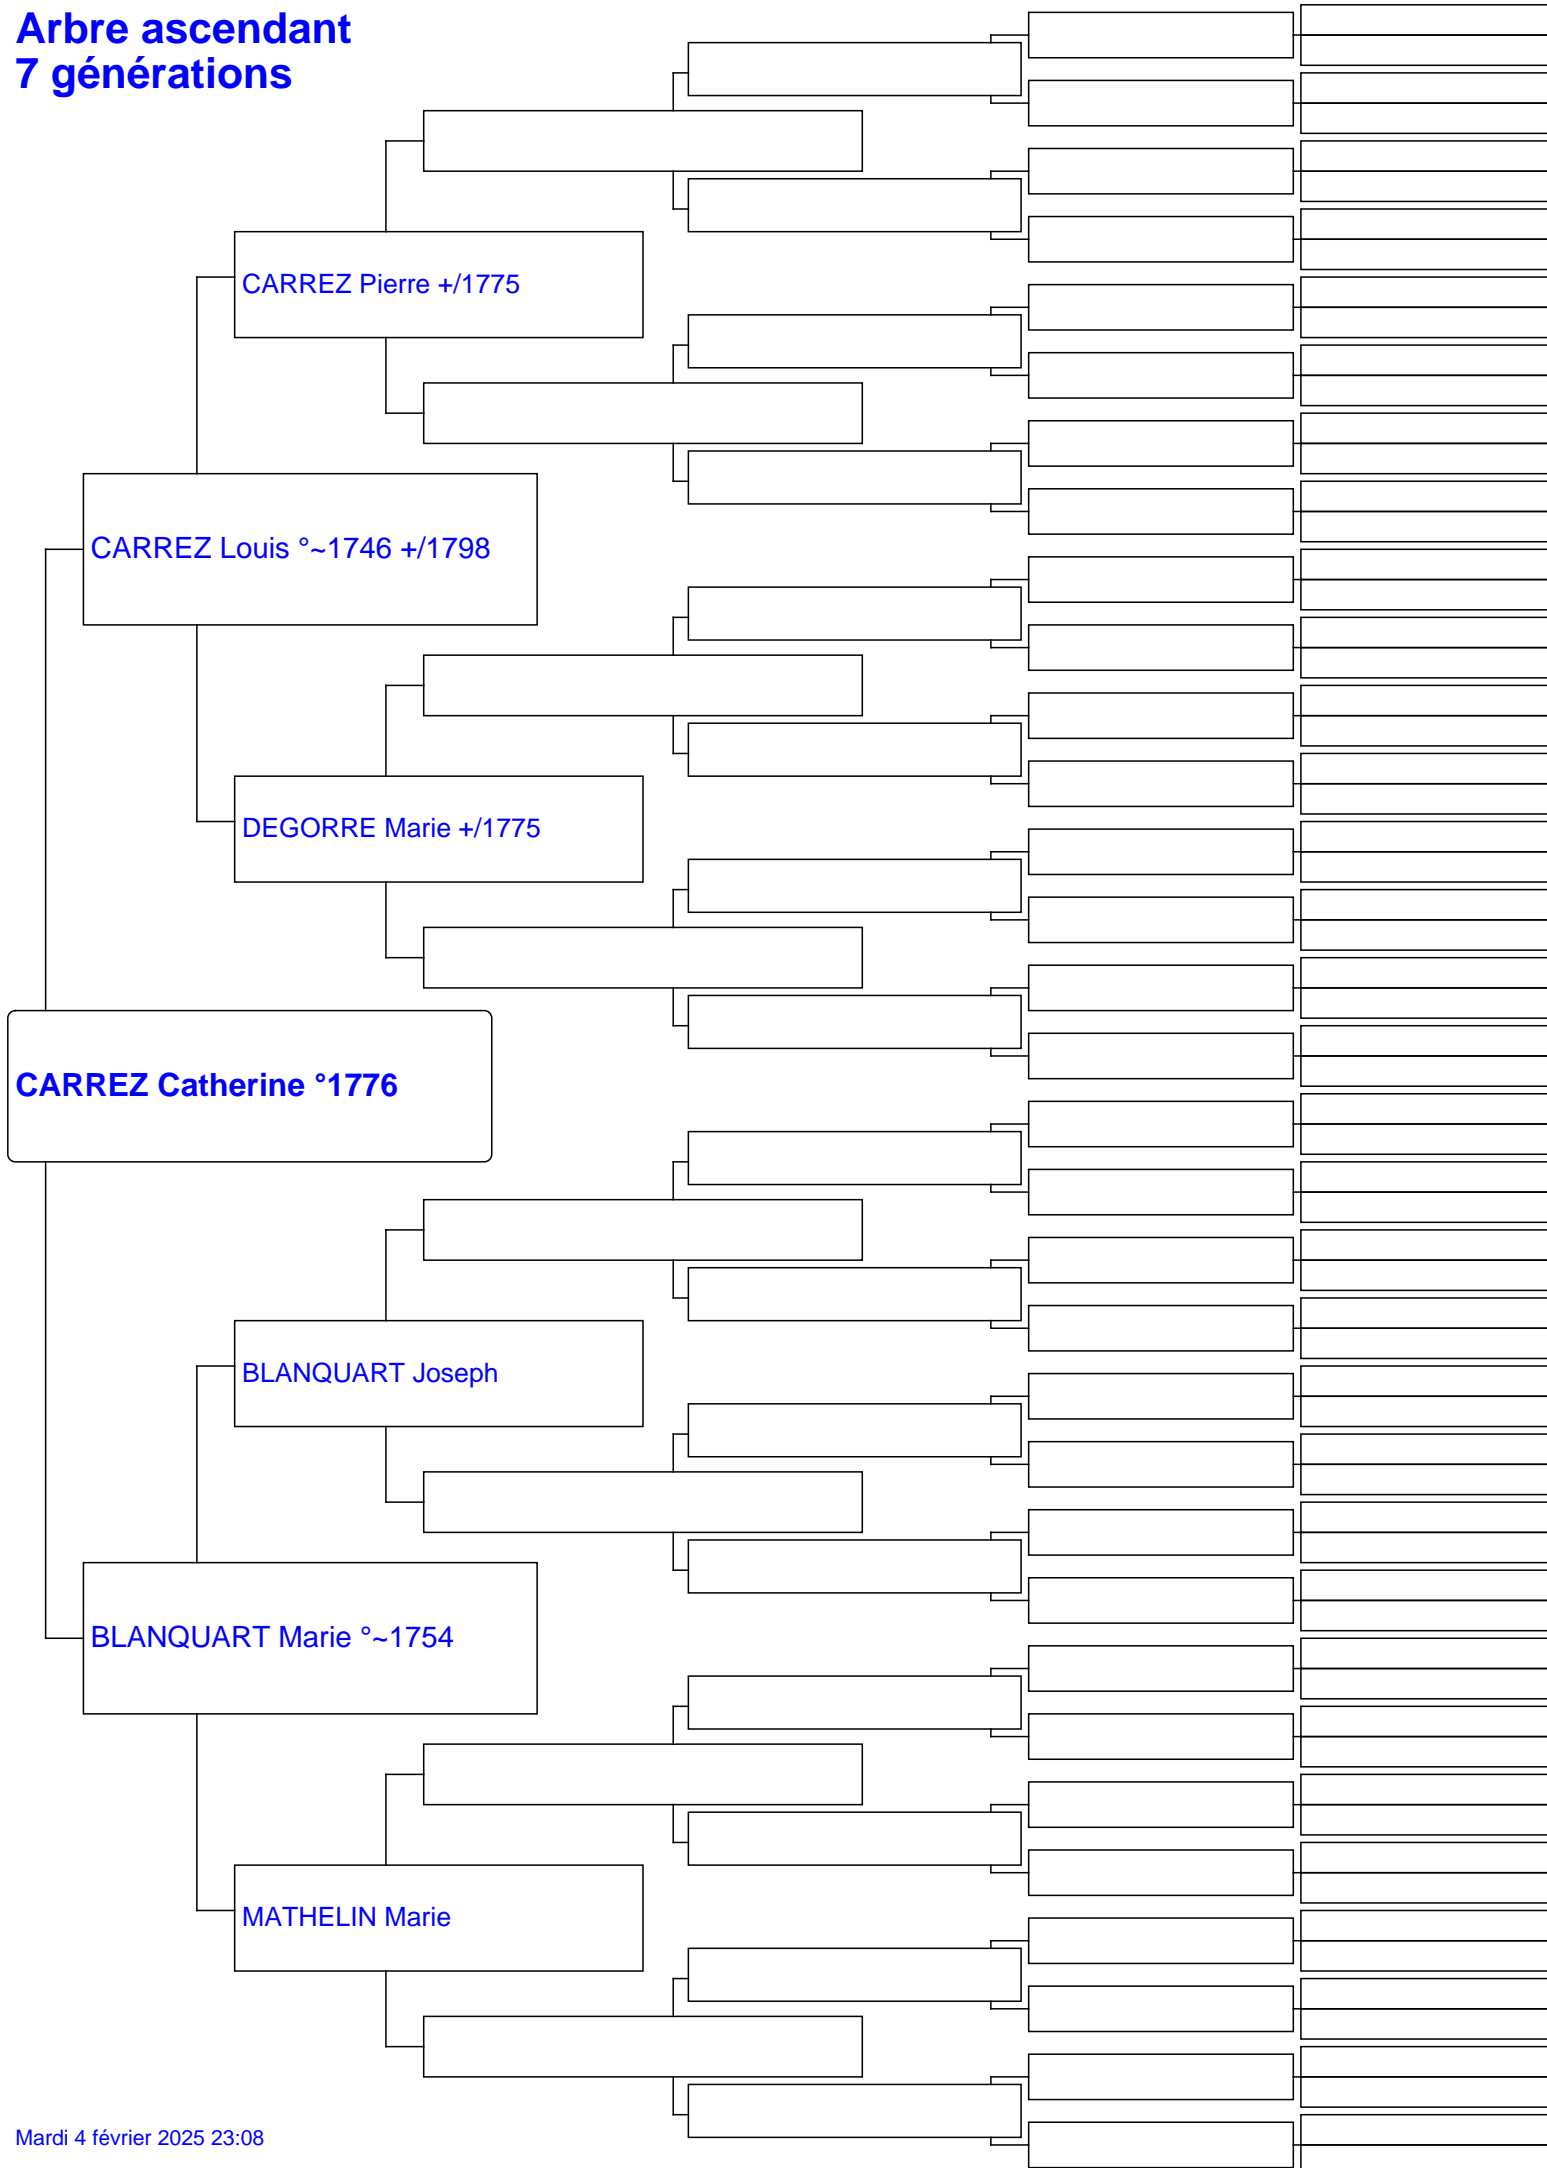 Arbre ascendant
7 générations
CARREZ Pierre +/1775
CARREZ Louis °~1746 +/1798
DEGORRE Marie +/1775
CARREZ Catherine °1776
BLANQUART Joseph
BLANQUART Marie °~1754
MATHELIN Marie
Mardi 4 février 2025 23:08